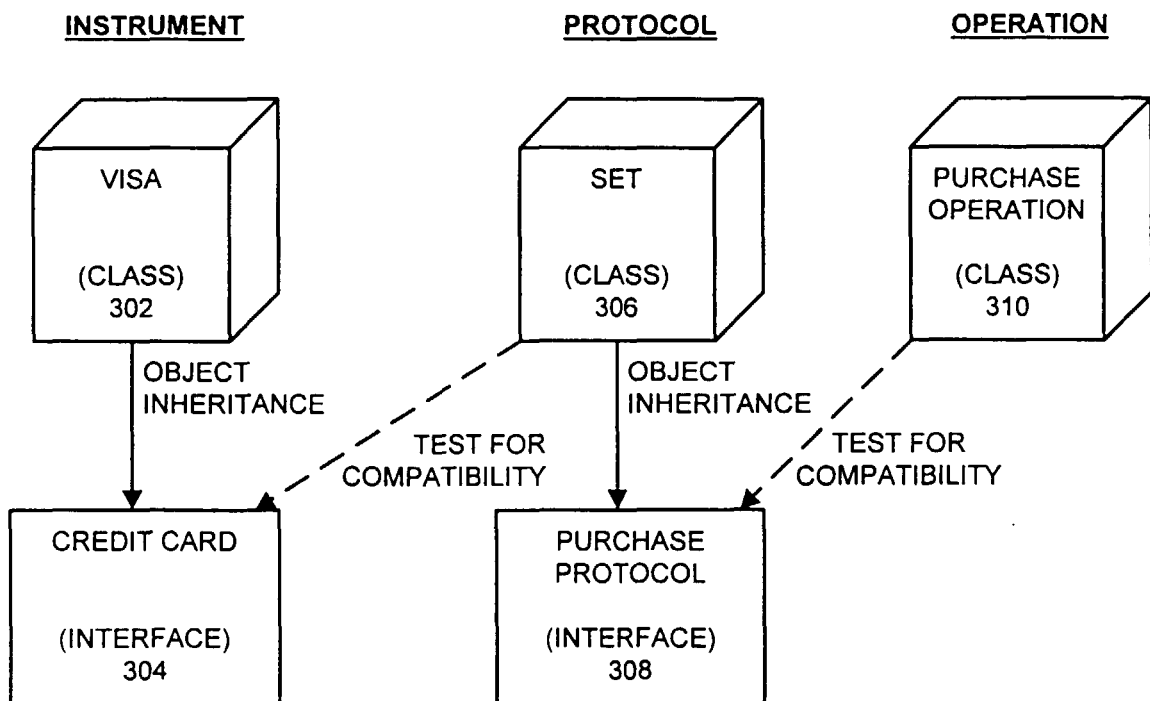 INSTRUMENT
PROTOCOL
OPERATION
VISA
(CLASS)
302
SET
(CLASS)
306
PURCHASE
OPERATION
(CLASS)
310
OBJECT
INHERITANCE
TEST FOR
COMPATIBILITY
OBJECT
INHERITANCE
TEST FOR
COMPATIBILITY
CREDIT CARD
(INTERFACE)
304
PURCHASE
PROTOCOL
(INTERFACE)
308